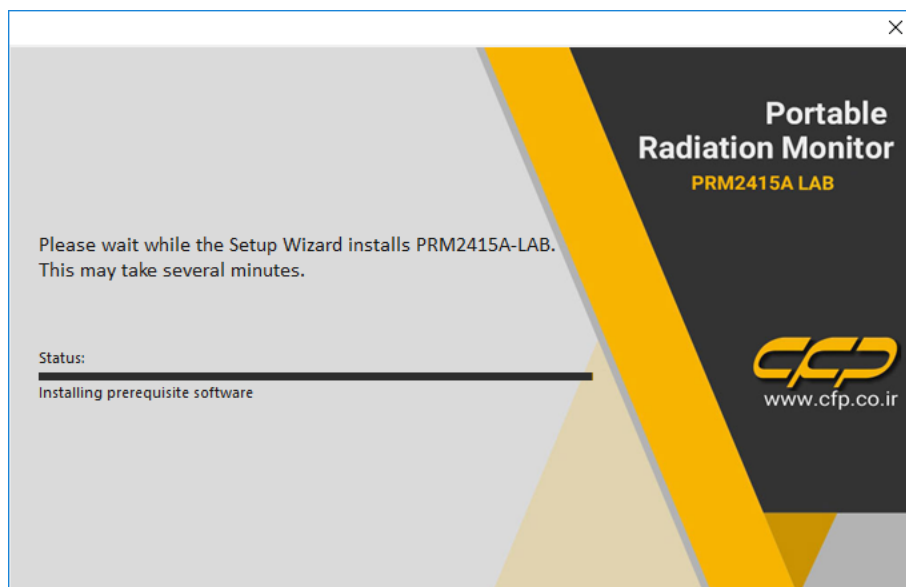 Portable
Radiation Monitor
PRM2415A LAB
Please wait while the Setup Wizard installs PRM2415A-LAB.
This may take several minutes.
Status:
Installing prerequisite software
cfp
www.cfp.co.ir